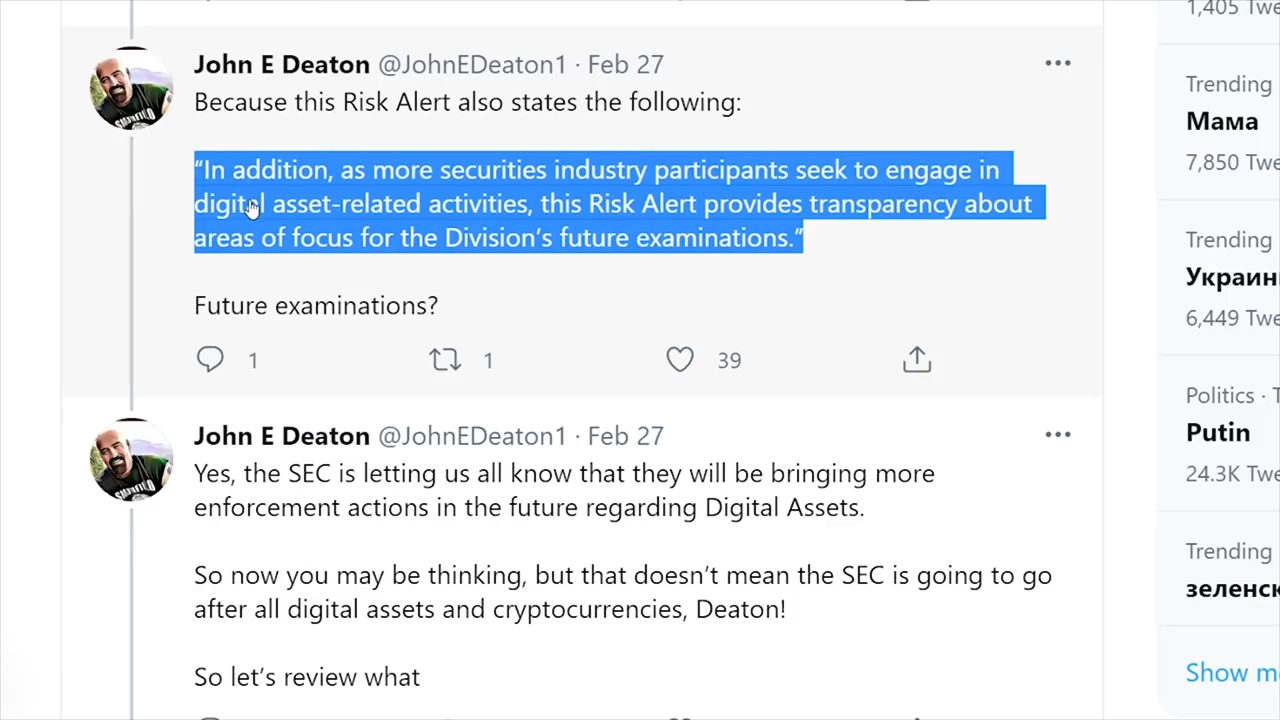 John E Deaton @JohnEDeaton1 · Feb 27
Because this Risk Alert also states the following:
“In addition, as more securities industry participants seek to engage in
digital asset-related activities, this Risk Alert provides transparency about
areas of focus for the Division’s future examinations.”
Future examinations?
1 1 39
John E Deaton @JohnEDeaton1 · Feb 27
Yes, the SEC is letting us all know that they will be bringing more
enforcement actions in the future regarding Digital Assets.
So now you may be thinking, but that doesn’t mean the SEC is going to go
after all digital assets and cryptocurrencies, Deaton!
So let’s review what
1,405 Twe
Trending
Мама
7,850 Twe
Trending
Украин
6,449 Twe
Politics ·
Putin
24.3K Twe
Trending
зеленск
Show